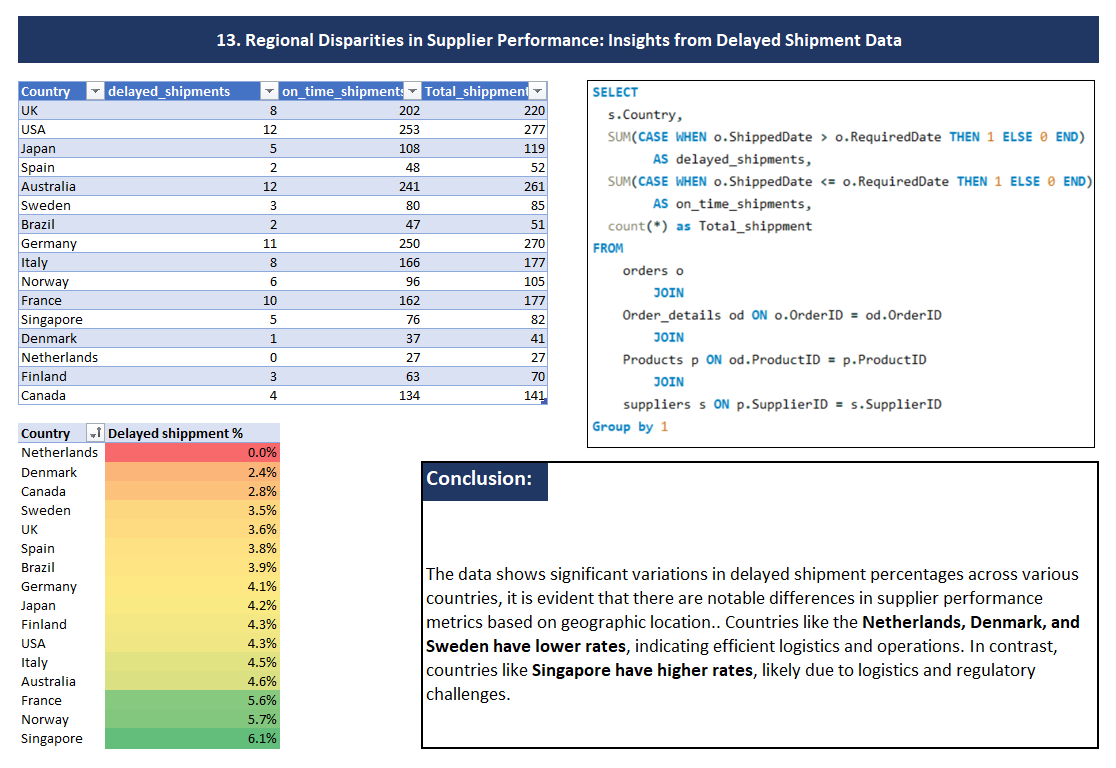 13. Regional Disparities in Supplier Performance: Insights from Delayed Shipment Data
Country delayed_shipments on_time_shipments Total_shippment
UK 8 202 220
USA 12 253 277
Japan 5 108 119
Spain 2 48 52
Australia 12 241 261
Sweden 3 80 85
Brazil 2 47 51
Germany 11 250 270
Italy 8 166 177
Norway 6 96 105
France 10 162 177
Singapore 5 76 82
Denmark 1 37 41
Netherlands 0 27 27
Finland 3 63 70
Canada 4 134 141
SELECT
s.Country,
SUM(CASE WHEN o.ShippedDate > o.RequiredDate THEN 1 ELSE 0 END)
AS delayed_shipments,
SUM(CASE WHEN o.ShippedDate <= o.RequiredDate THEN 1 ELSE 0 END)
AS on_time_shipments,
count(*) as Total_shippment
FROM
orders o
JOIN
Order_details od ON o.OrderID = od.OrderID
JOIN
Products p ON od.ProductID = p.ProductID
JOIN
suppliers s ON p.SupplierID = s.SupplierID
Group by 1
Country Delayed shippment %
Netherlands 0.0%
Denmark 2.4%
Canada 2.8%
Sweden 3.5%
UK 3.6%
Spain 3.8%
Brazil 3.9%
Germany 4.1%
Japan 4.2%
Finland 4.3%
USA 4.3%
Italy 4.5%
Australia 4.6%
France 5.6%
Norway 5.7%
Singapore 6.1%
Conclusion:
The data shows significant variations in delayed shipment percentages across various
countries, it is evident that there are notable differences in supplier performance
metrics based on geographic location.. Countries like the Netherlands, Denmark, and
Sweden have lower rates, indicating efficient logistics and operations. In contrast,
countries like Singapore have higher rates, likely due to logistics and regulatory
challenges.